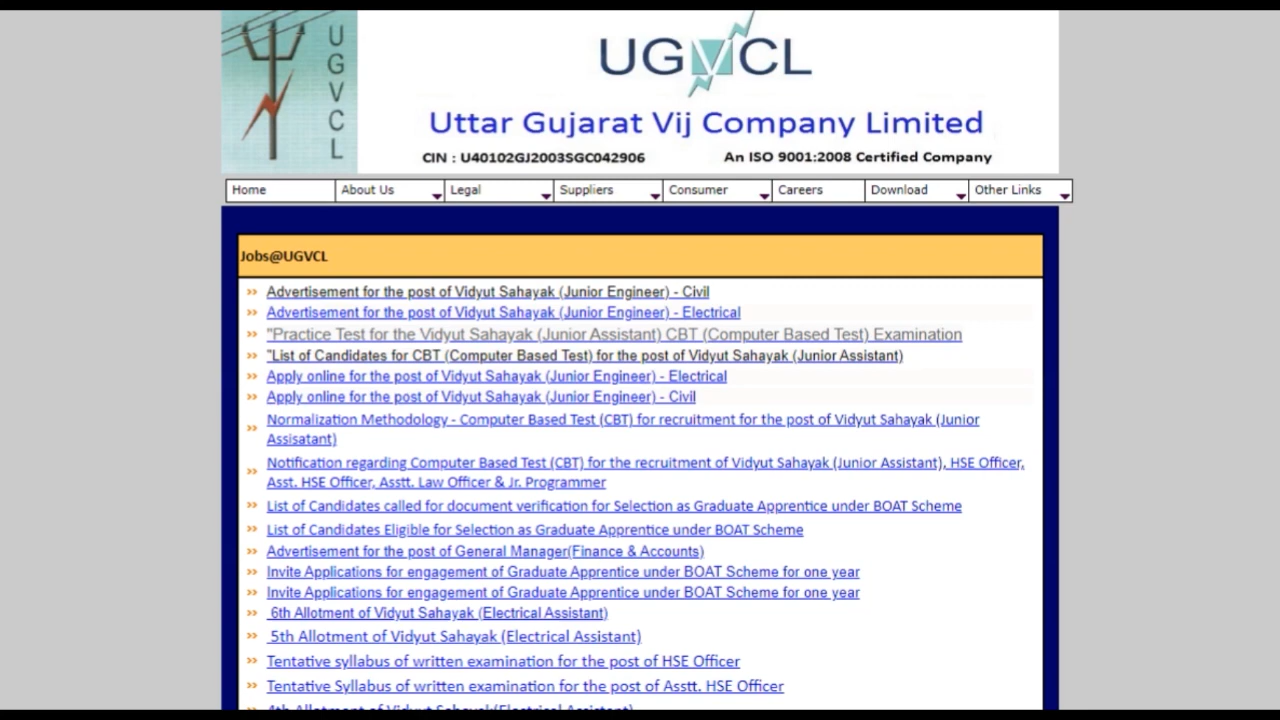 U
G
V
C
L
UGVCL
Uttar Gujarat Vij Company Limited
CIN : U40102GJ2003SGC042906 An ISO 9001:2008 Certified Company
Home About Us Legal Suppliers Consumer Careers Download Other Links
Jobs@UGVCL
Advertisement for the post of Vidyut Sahayak (Junior Engineer) - Civil
Advertisement for the post of Vidyut Sahayak (Junior Engineer) - Electrical
"Practice Test for the Vidyut Sahayak (Junior Assistant) CBT (Computer Based Test) Examination
"List of Candidates for CBT (Computer Based Test) for the post of Vidyut Sahayak (Junior Assistant)
Apply online for the post of Vidyut Sahayak (Junior Engineer) - Electrical
Apply online for the post of Vidyut Sahayak (Junior Engineer) - Civil
Normalization Methodology - Computer Based Test (CBT) for recruitment for the post of Vidyut Sahayak (Junior
Assisatant)
Notification regarding Computer Based Test (CBT) for the recruitment of Vidyut Sahayak (Junior Assistant), HSE Officer,
Asst. HSE Officer, Asstt. Law Officer & Jr. Programmer
List of Candidates called for document verification for Selection as Graduate Apprentice under BOAT Scheme
List of Candidates Eligible for Selection as Graduate Apprentice under BOAT Scheme
Advertisement for the post of General Manager(Finance & Accounts)
Invite Applications for engagement of Graduate Apprentice under BOAT Scheme for one year
Invite Applications for engagement of Graduate Apprentice under BOAT Scheme for one year
6th Allotment of Vidyut Sahayak (Electrical Assistant)
5th Allotment of Vidyut Sahayak (Electrical Assistant)
Tentative syllabus of written examination for the post of HSE Officer
Tentative Syllabus of written examination for the post of Asstt. HSE Officer
4th Allotment of Vidyut Sahayak(Electrical Assistant)